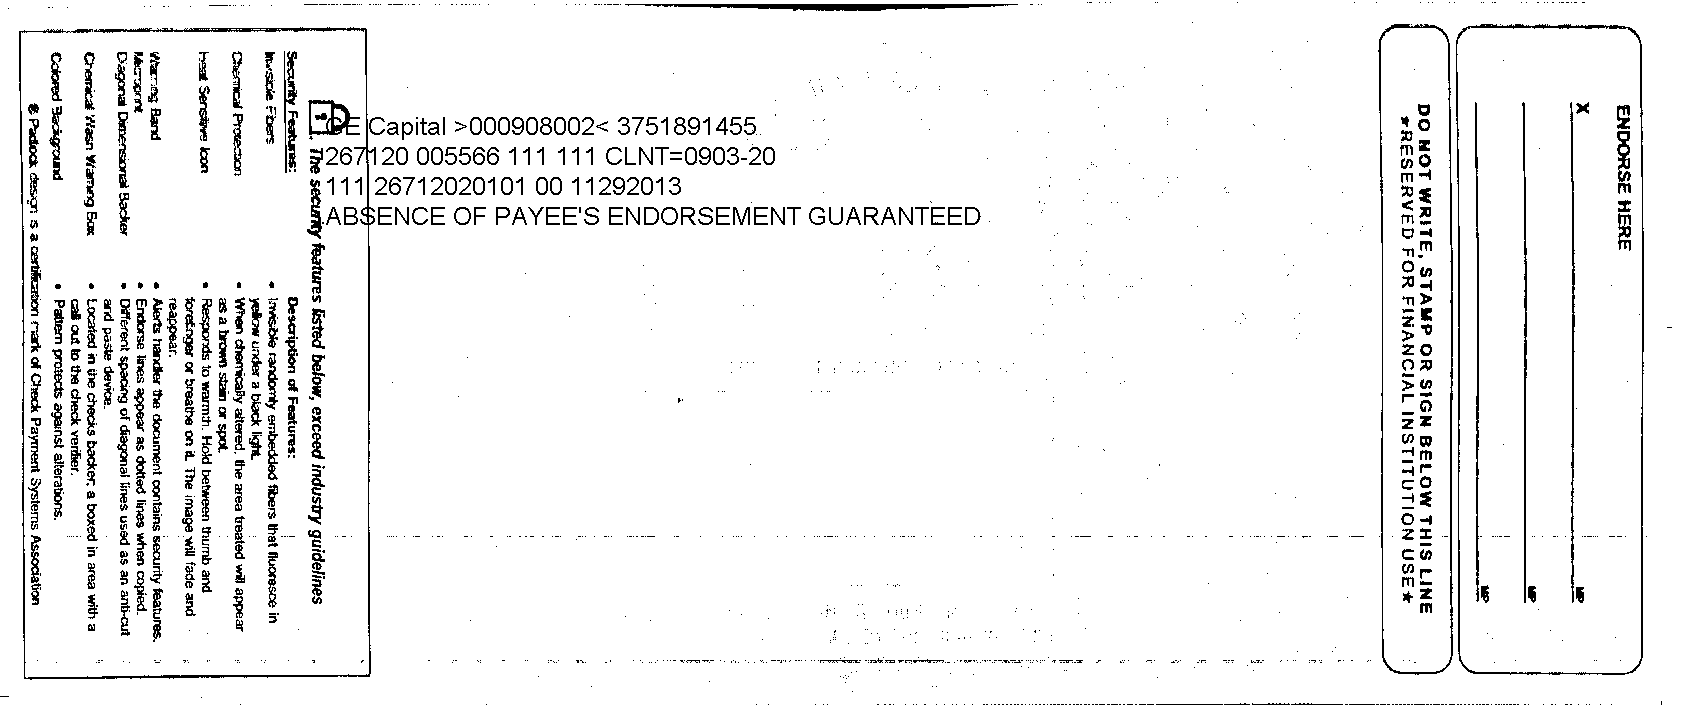 GE Capital >000908002< 3751891455
267120 005566 111 111 CLNT=0903-20
111 26712020101 00 11292013
ABSENCE OF PAYEE'S ENDORSEMENT GUARANTEED
ENDORSE HERE
X
MP
MP
MP
DO NOT WRITE, STAMP OR SIGN BELOW THIS LINE
★RESERVED FOR FINANCIAL INSTITUTION USE★
The security features listed below, exceed industry guidelines
Security Features: Description of Features:
Invisible Fibers • Invisible randomly embedded fibers that fluoresce in
yellow under a black light.
Chemical Protection • When chemically altered, the area treated will appear
as a brown stain or spot.
Heat Sensitive Icon • Responds to warmth. Hold between thumb and
forefinger or breathe on it. The image will fade and
reappear.
Warning Band • Alerts handler the document contains security features.
Microprint • Endorse lines appear as dotted lines when copied.
Diagonal Dimensional Backer • Different spacing of diagonal lines used as an anti-cut
and paste device.
Chemical Wash Warning Box • Located in the checks backer; a boxed in area with a
call out to the check verifier.
Colored Background • Pattern protects against alterations.
® Padlock design is a certification mark of Check Payment Systems Association